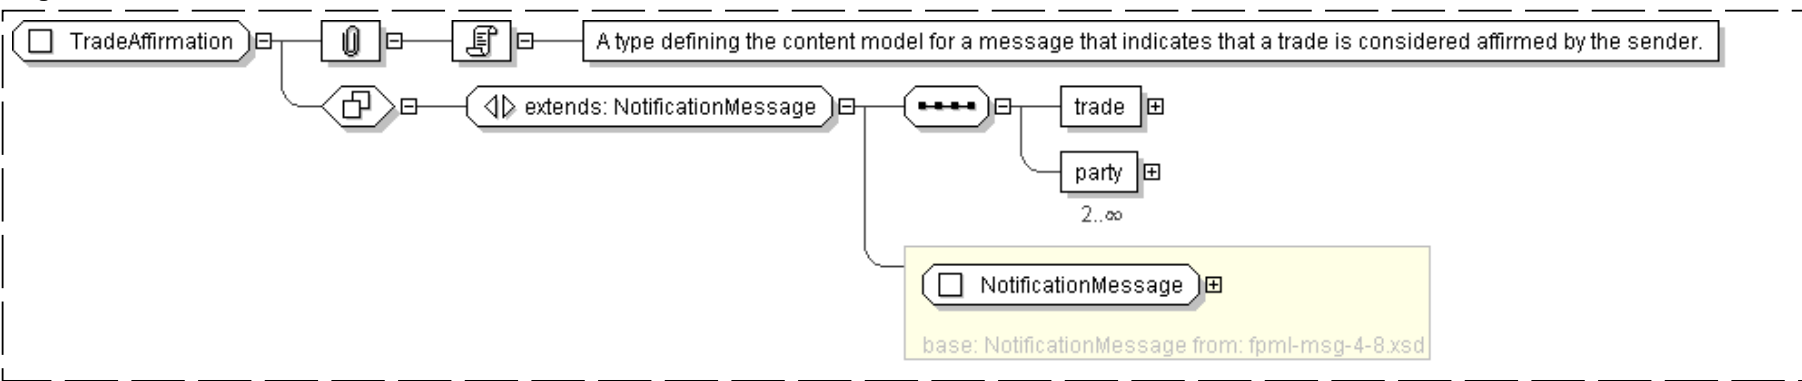 TradeAffirmation
A type defining the content model for a message that indicates that a trade is considered affirmed by the sender.
extends: NotificationMessage
trade
party
2..∞
NotificationMessage
base: NotificationMessage from: fpml-msg-4-8.xsd